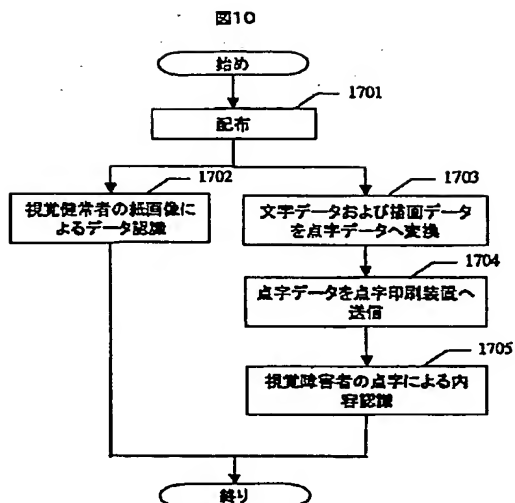 図10
始め
1701
配布
1702
視覚健常者の紙画像に
よるデータ認識
1703
文字データおよび描画データ
を点字データへ変換
1704
点字データを点字印刷装置へ
送信
1705
視覚障害者の点字による内
容認識
終り